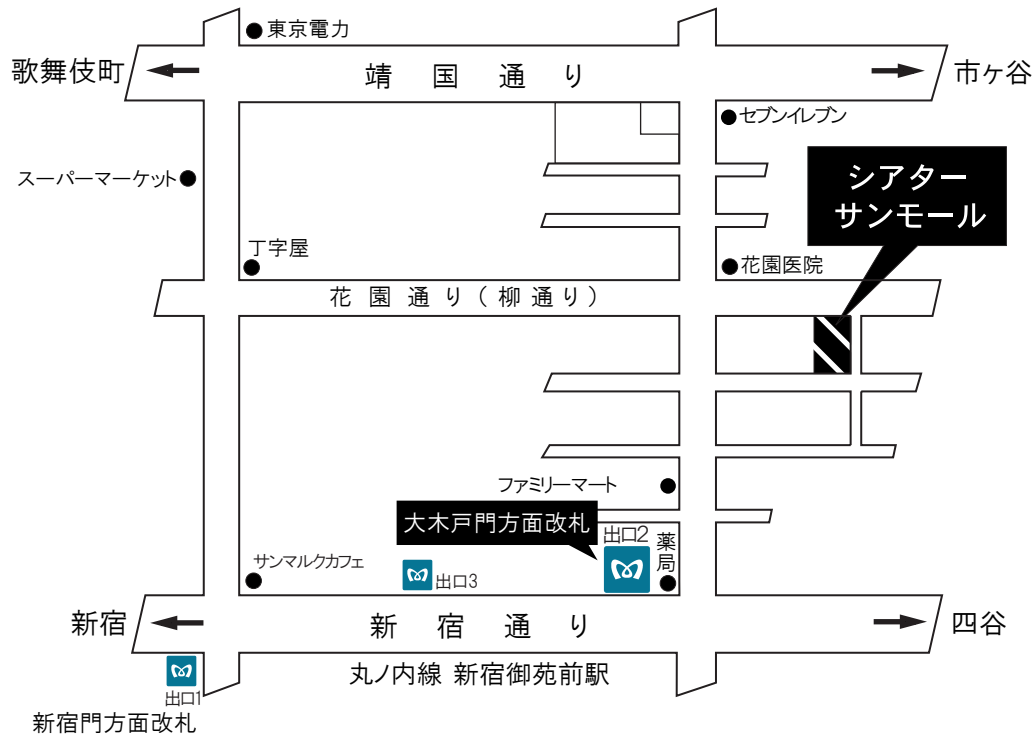 東京電力
歌舞伎町
靖国通り
市ヶ谷
セブンイレブン
スーパーマーケット
シアター
サンモール
丁字屋
花園医院
花園通り(柳通り)
ファミリーマート
大木戸門方面改札
出口2
薬局
サンマルクカフェ
出口3
新宿
新宿通り
四谷
丸ノ内線 新宿御苑前駅
出口1
新宿門方面改札